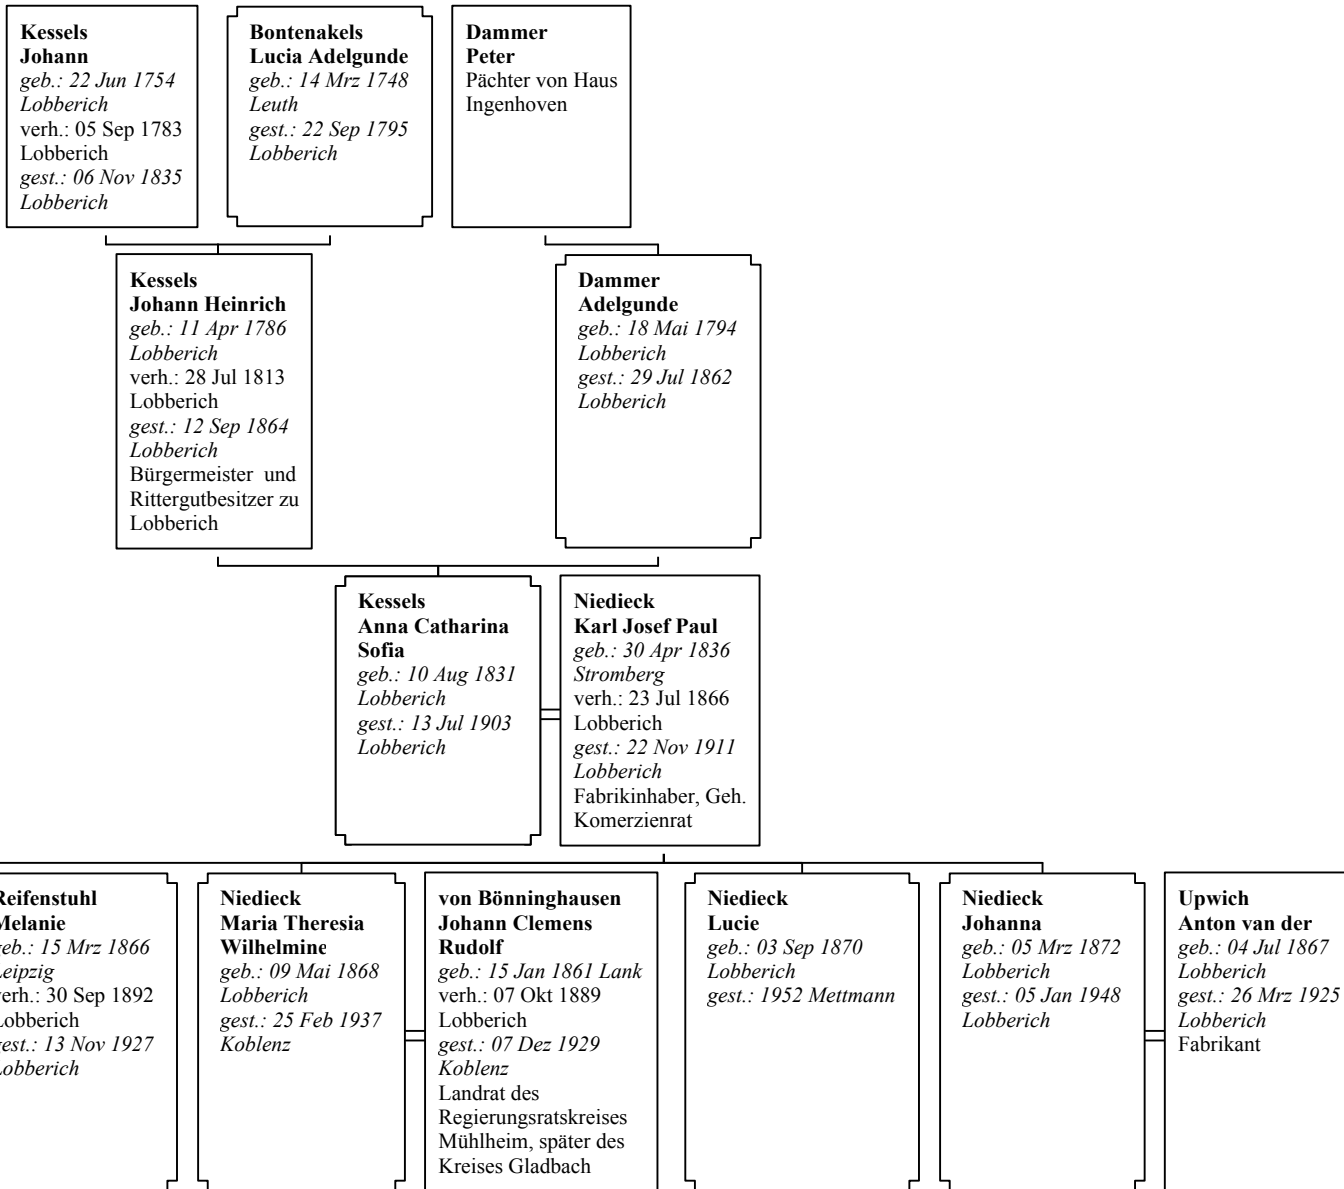 Kessels
Johann
geb.: 22 Jun 1754
Lobberich
verh.: 05 Sep 1783
Lobberich
gest.: 06 Nov 1835
Lobberich
Bontenakels
Lucia Adelgunde
geb.: 14 Mrz 1748
Leuth
gest.: 22 Sep 1795
Lobberich
Dammer
Peter
Pächter von Haus
Ingenhoven
Kessels
Johann Heinrich
geb.: 11 Apr 1786
Lobberich
verh.: 28 Jul 1813
Lobberich
gest.: 12 Sep 1864
Lobberich
Bürgermeister und
Rittergutbesitzer zu
Lobberich
Dammer
Adelgunde
geb.: 18 Mai 1794
Lobberich
gest.: 29 Jul 1862
Lobberich
Kessels
Anna Catharina
Sofia
geb.: 10 Aug 1831
Lobberich
gest.: 13 Jul 1903
Lobberich
Niedieck
Karl Josef Paul
geb.: 30 Apr 1836
Stromberg
verh.: 23 Jul 1866
Lobberich
gest.: 22 Nov 1911
Lobberich
Fabrikinhaber, Geh.
Komerzienrat
Reifenstuhl
Melanie
geb.: 15 Mrz 1866
Leipzig
verh.: 30 Sep 1892
Lobberich
gest.: 13 Nov 1927
Lobberich
Niedieck
Maria Theresia
Wilhelmine
geb.: 09 Mai 1868
Lobberich
gest.: 25 Feb 1937
Koblenz
von Bönninghausen
Johann Clemens
Rudolf
geb.: 15 Jan 1861 Lank
verh.: 07 Okt 1889
Lobberich
gest.: 07 Dez 1929
Koblenz
Landrat des
Regierungsratskreises
Mühlheim, später des
Kreises Gladbach
Niedieck
Lucie
geb.: 03 Sep 1870
Lobberich
gest.: 1952 Mettmann
Niedieck
Johanna
geb.: 05 Mrz 1872
Lobberich
gest.: 05 Jan 1948
Lobberich
Upwich
Anton van der
geb.: 04 Jul 1867
Lobberich
gest.: 26 Mrz 1925
Lobberich
Fabrikant